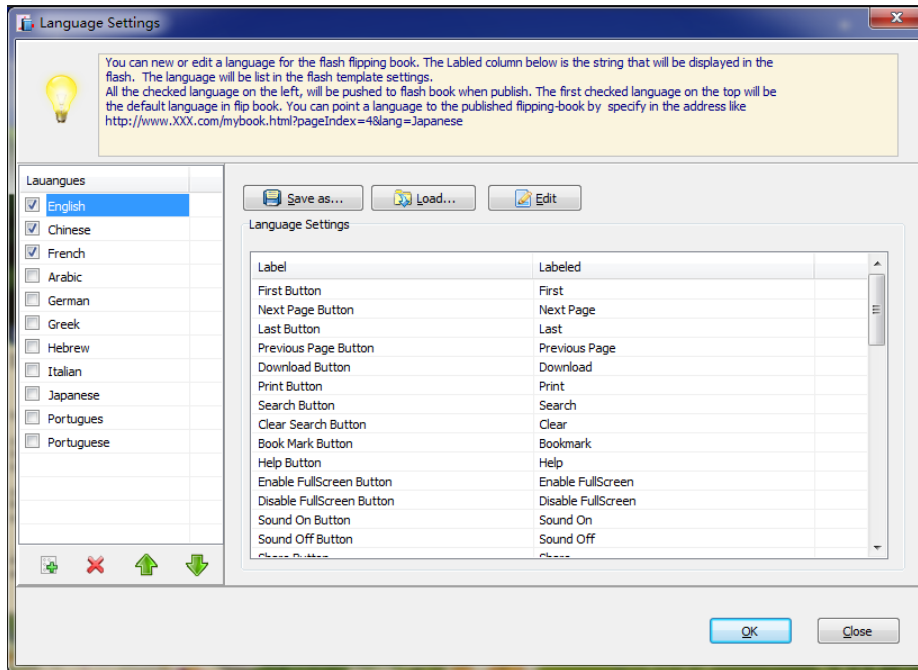 Language Settings
You can new or edit a language for the flash flipping book. The Labled column below is the string that will be displayed in the
flash. The language will be list in the flash template settings.
All the checked language on the left, will be pushed to flash book when publish. The first checked language on the top will be
the default language in flip book. You can point a language to the published flipping-book by specify in the address like
http://www.XXX.com/mybook.html?pageIndex=4&lang=Japanese
Lauangues
English
Chinese
French
Arabic
German
Greek
Hebrew
Italian
Japanese
Portugues
Portuguese
Save as... Load... Edit
Language Settings
Label Labeled
First Button First
Next Page Button Next Page
Last Button Last
Previous Page Button Previous Page
Download Button Download
Print Button Print
Search Button Search
Clear Search Button Clear
Book Mark Button Bookmark
Help Button Help
Enable FullScreen Button Enable FullScreen
Disable FullScreen Button Disable FullScreen
Sound On Button Sound On
Sound Off Button Sound Off
Share Button Share
OK Close